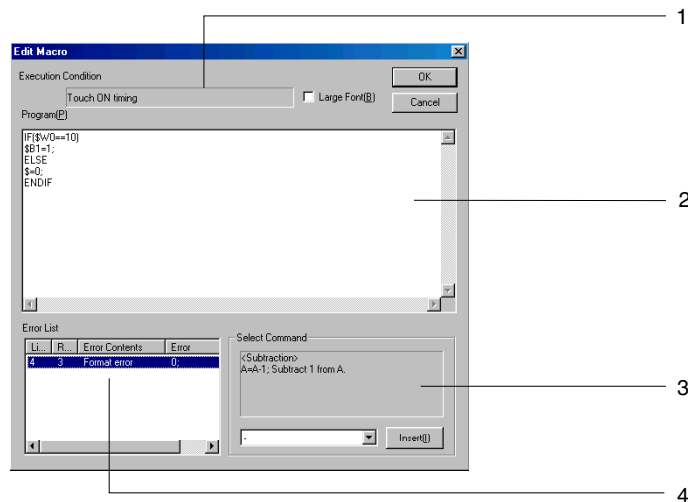 1
Edit Macro
Execution Condition
OK
Touch ON timing
Large Font(B)
Cancel
Program(P)
IF($W0==10)
$B1=1;
ELSE
$=0;
ENDIF
2
Error List
Li... R... Error Contents Error
4 3 Format error 0;
Select Command
<Subtraction>
A=A-1; Subtract 1 from A.
3
-
Insert(I)
4